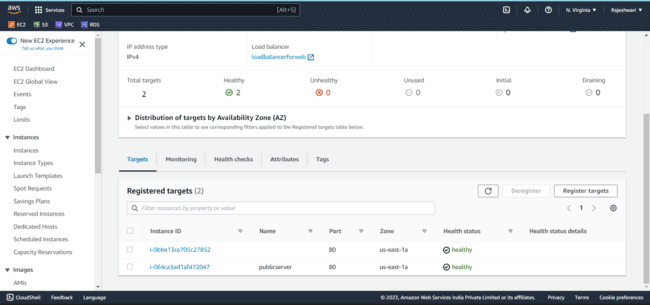 aws
Services
Search
[Alt+S]
N. Virginia
Rajeshwari
EC2
S3
VPC
RDS
New EC2 Experience
Tell us what you think
EC2 Dashboard
EC2 Global View
Events
Tags
Limits
Instances
Instances
Instance Types
Launch Templates
Spot Requests
Savings Plans
Reserved Instances
Dedicated Hosts
Scheduled Instances
Capacity Reservations
Images
AMIs
IP address type
IPv4
Load balancer
loadbalancerforweb
Total targets
2
Healthy
2
Unhealthy
0
Unused
0
Initial
0
Draining
0
Distribution of targets by Availability Zone (AZ)
Select values in this table to see corresponding filters applied to the Registered targets table below.
Targets
Monitoring
Health checks
Attributes
Tags
Registered targets (2)
Deregister
Register targets
Filter resources by property or value
1
Instance ID
Name
Port
Zone
Health status
Health status details
i-0bbe13ce705c27852
80
us-east-1a
healthy
i-064ca3ad1af472047
publicserver
80
us-east-1a
healthy
CloudShell
Feedback
Language
© 2023, Amazon Web Services India Private Limited or its affiliates.
Privacy
Terms
Cookie preferences